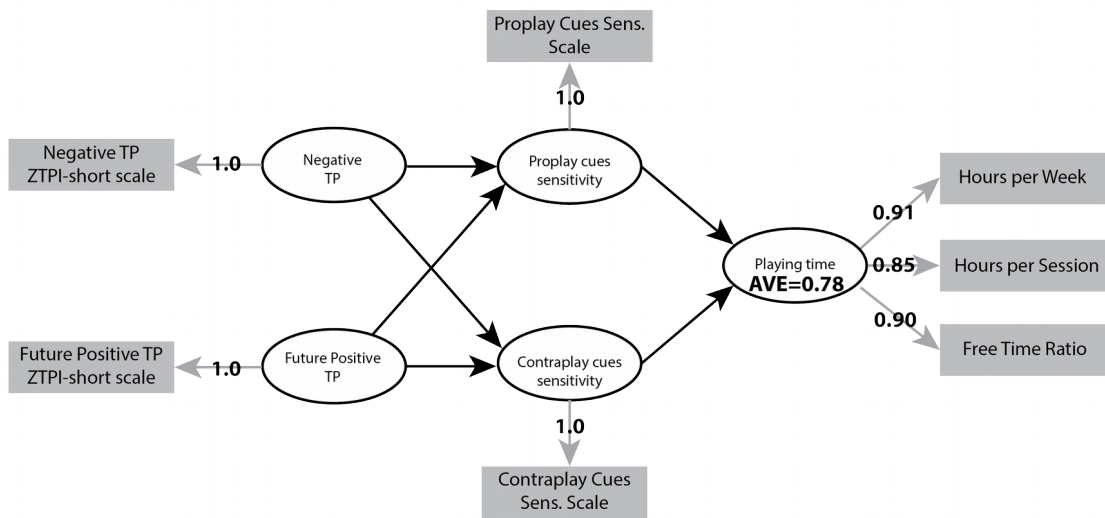 Proplay Cues Sens.
Scale
1.0
Negative TP
ZTPI-short scale
1.0
Negative
TP
Proplay cues
sensitivity
Hours per Week
0.91
Playing time
AVE=0.78
0.85
Hours per Session
0.90
Free Time Ratio
Future Positive TP
ZTPI-short scale
1.0
Future Positive
TP
Contraplay cues
sensitivity
1.0
Contraplay Cues
Sens. Scale